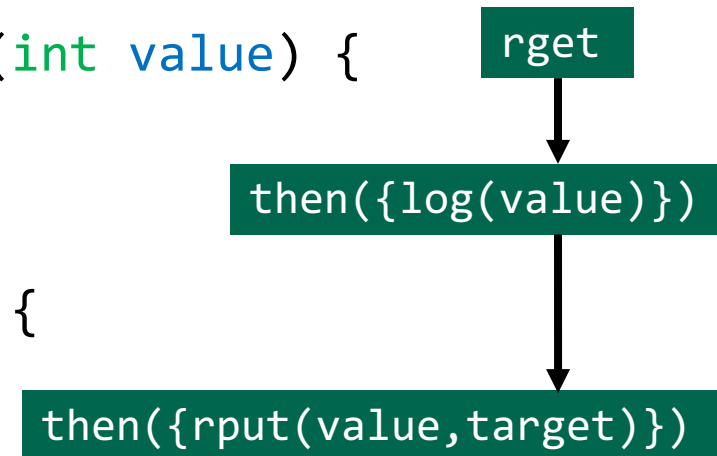 (int value) {
rget
then({log(value)})
{
then({rput(value,target)})